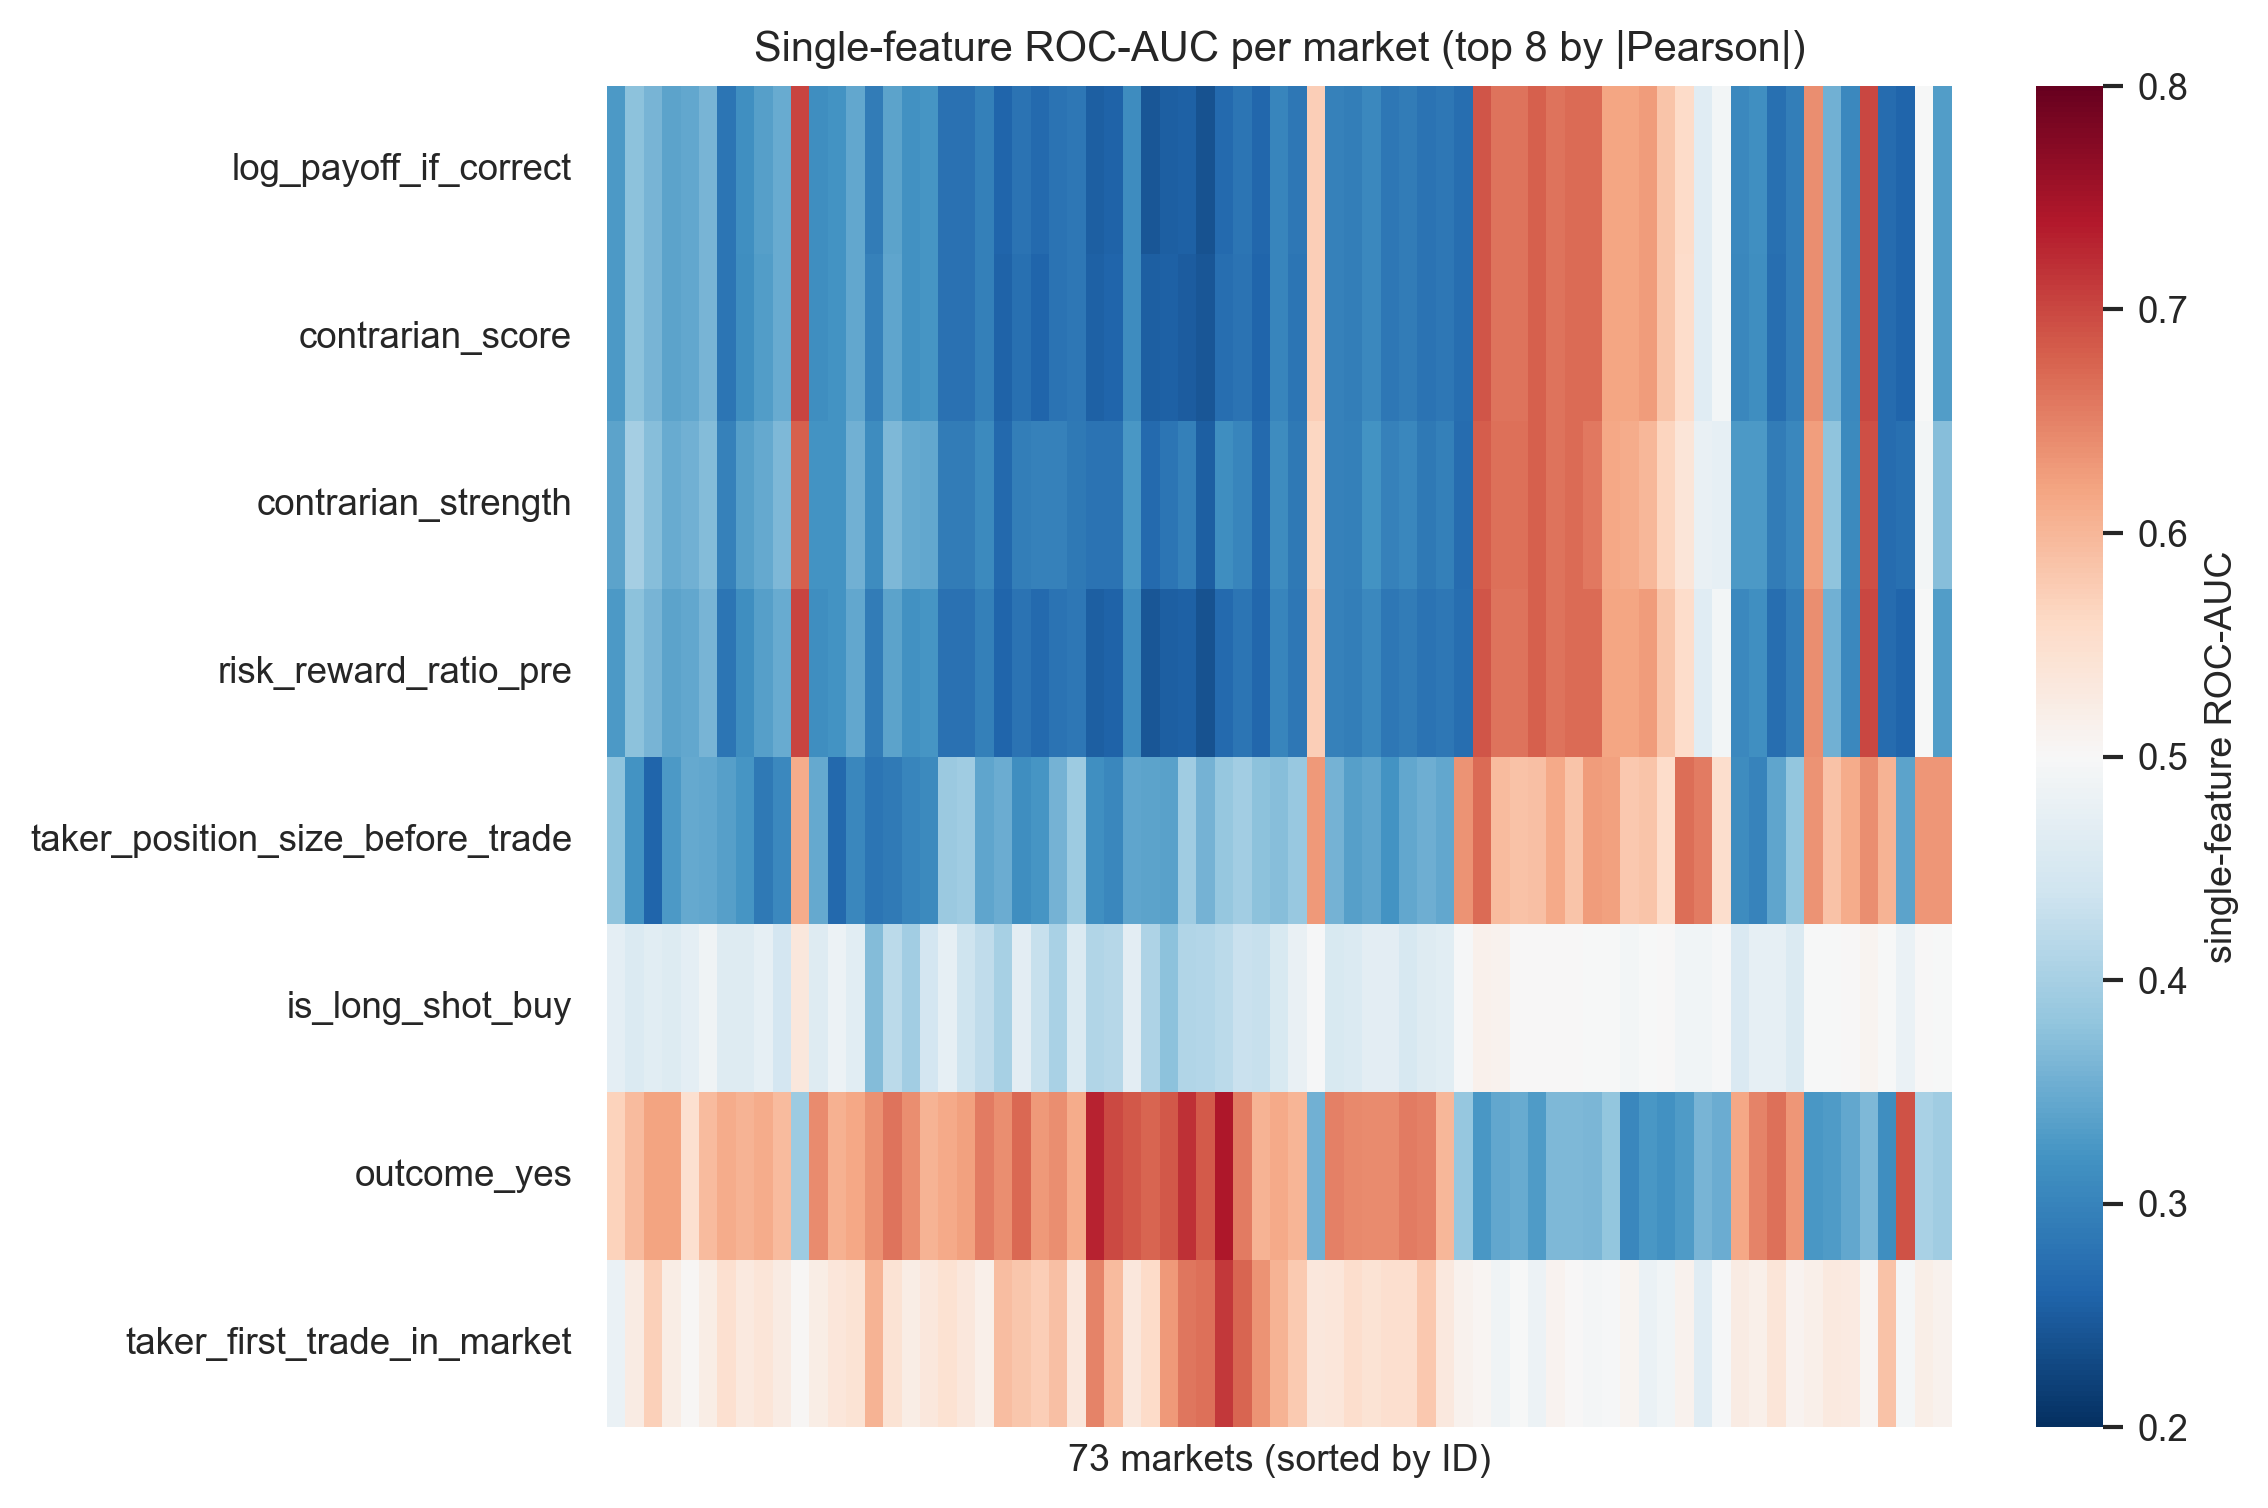 Single-feature ROC-AUC per market (top 8 by |Pearson|)
log_payoff_if_correct
contrarian_score
contrarian_strength
risk_reward_ratio_pre
taker_position_size_before_trade
is_long_shot_buy
outcome_yes
taker_first_trade_in_market
73 markets (sorted by ID)
0.8
0.7
0.6
0.5
0.4
0.3
0.2
single-feature ROC-AUC